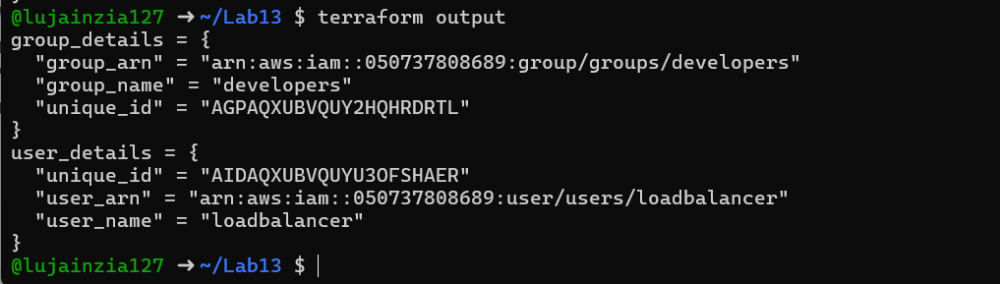 @lujainzia127 ➜ ~/Lab13 $ terraform output
group_details = {
  "group_arn" = "arn:aws:iam::050737808689:group/groups/developers"
  "group_name" = "developers"
  "unique_id" = "AGPAQXUBVQUY2HQHRDRTL"
}
user_details = {
  "unique_id" = "AIDAQXUBVQUYU3OFSHAER"
  "user_arn" = "arn:aws:iam::050737808689:user/users/loadbalancer"
  "user_name" = "loadbalancer"
}
@lujainzia127 ➜ ~/Lab13 $